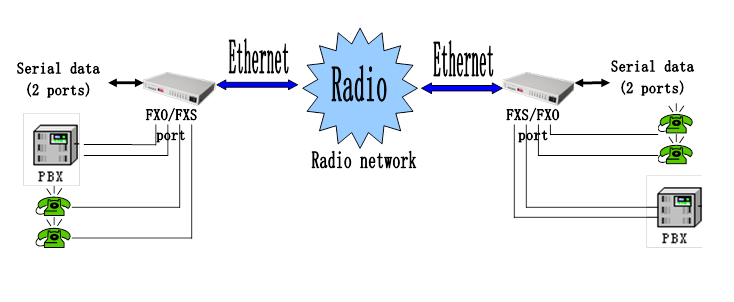 Serial data
(2 ports)
Ethernet
FXO/FXS
port
PBX
Radio
Radio network
Ethernet
Serial data
(2 ports)
FXS/FXO
port
PBX